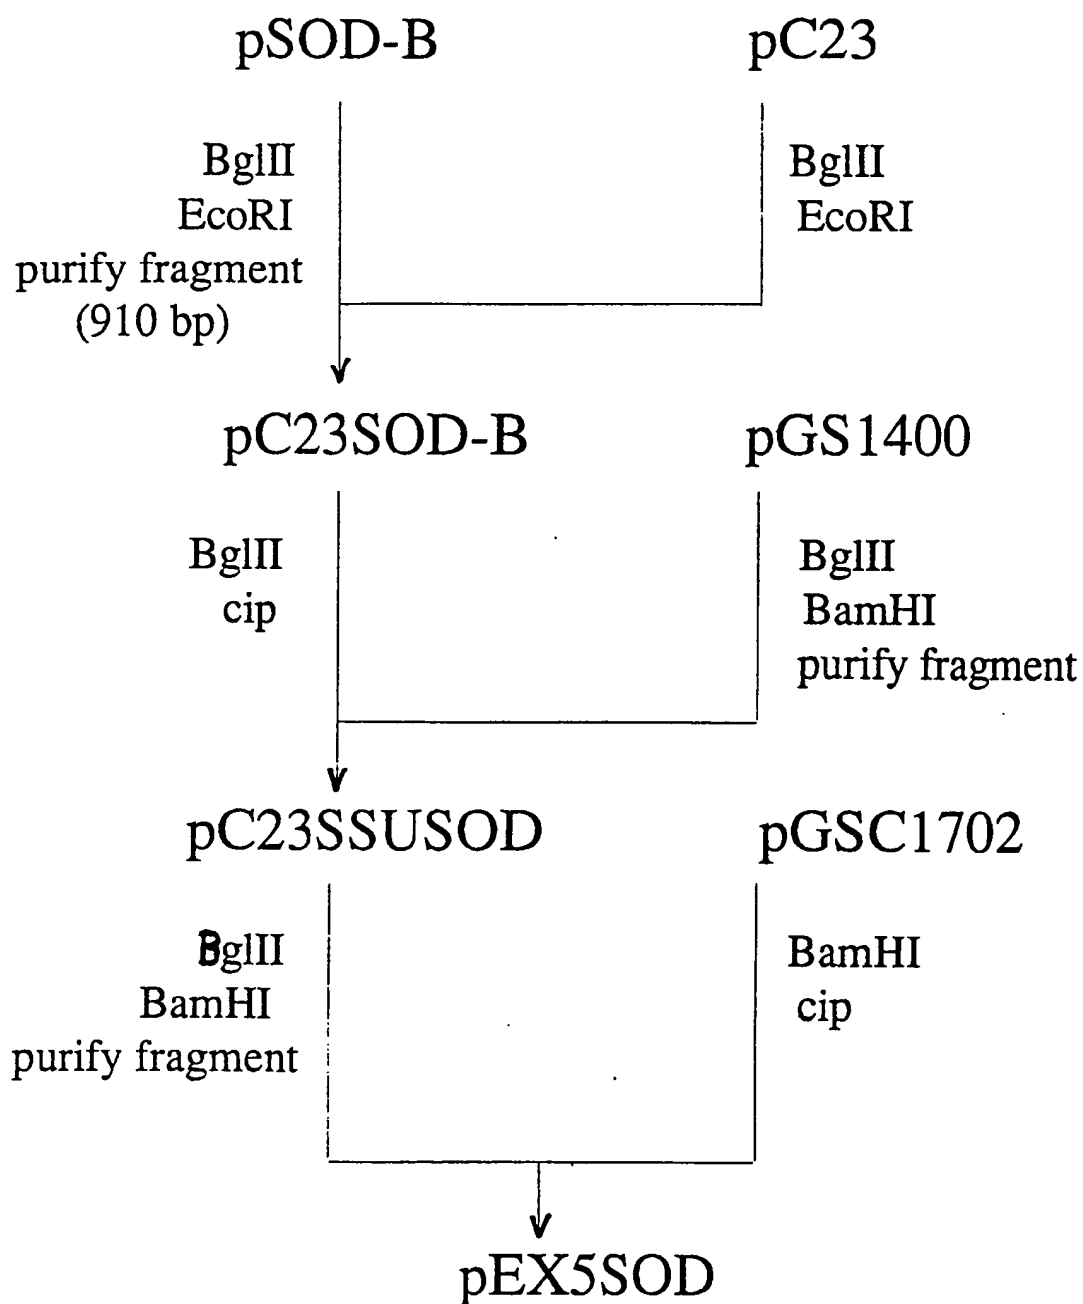 pSOD-B pC23
BglII
EcoRI
purify fragment
(910 bp)
BglII
EcoRI
pC23SOD-B pGS1400
BglII
cip
BglII
BamHI
purify fragment
pC23SSUSOD pGSC1702
BglII
BamHI
purify fragment
BamHI
cip
pEX5SOD